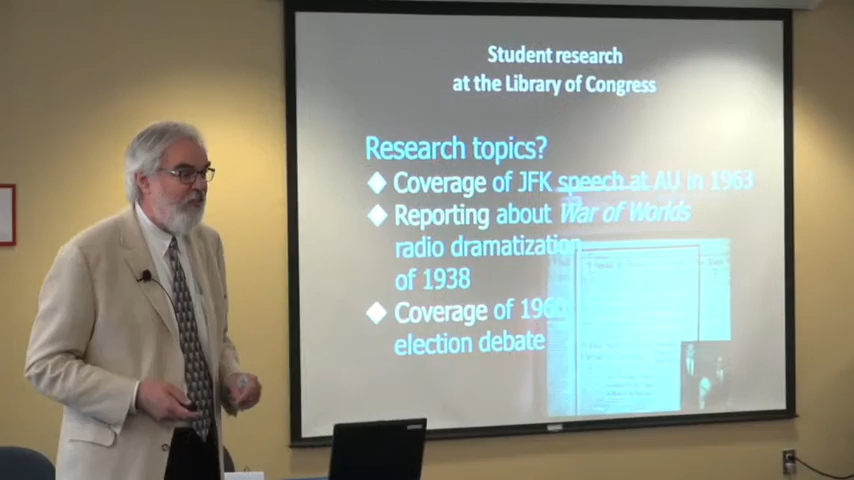 Student research
at the Library of Congress
Research topics?
Coverage of JFK speech at AU in 1963
Reporting about War of Worlds
radio dramatization
of 1938
Coverage of 1960
election debate